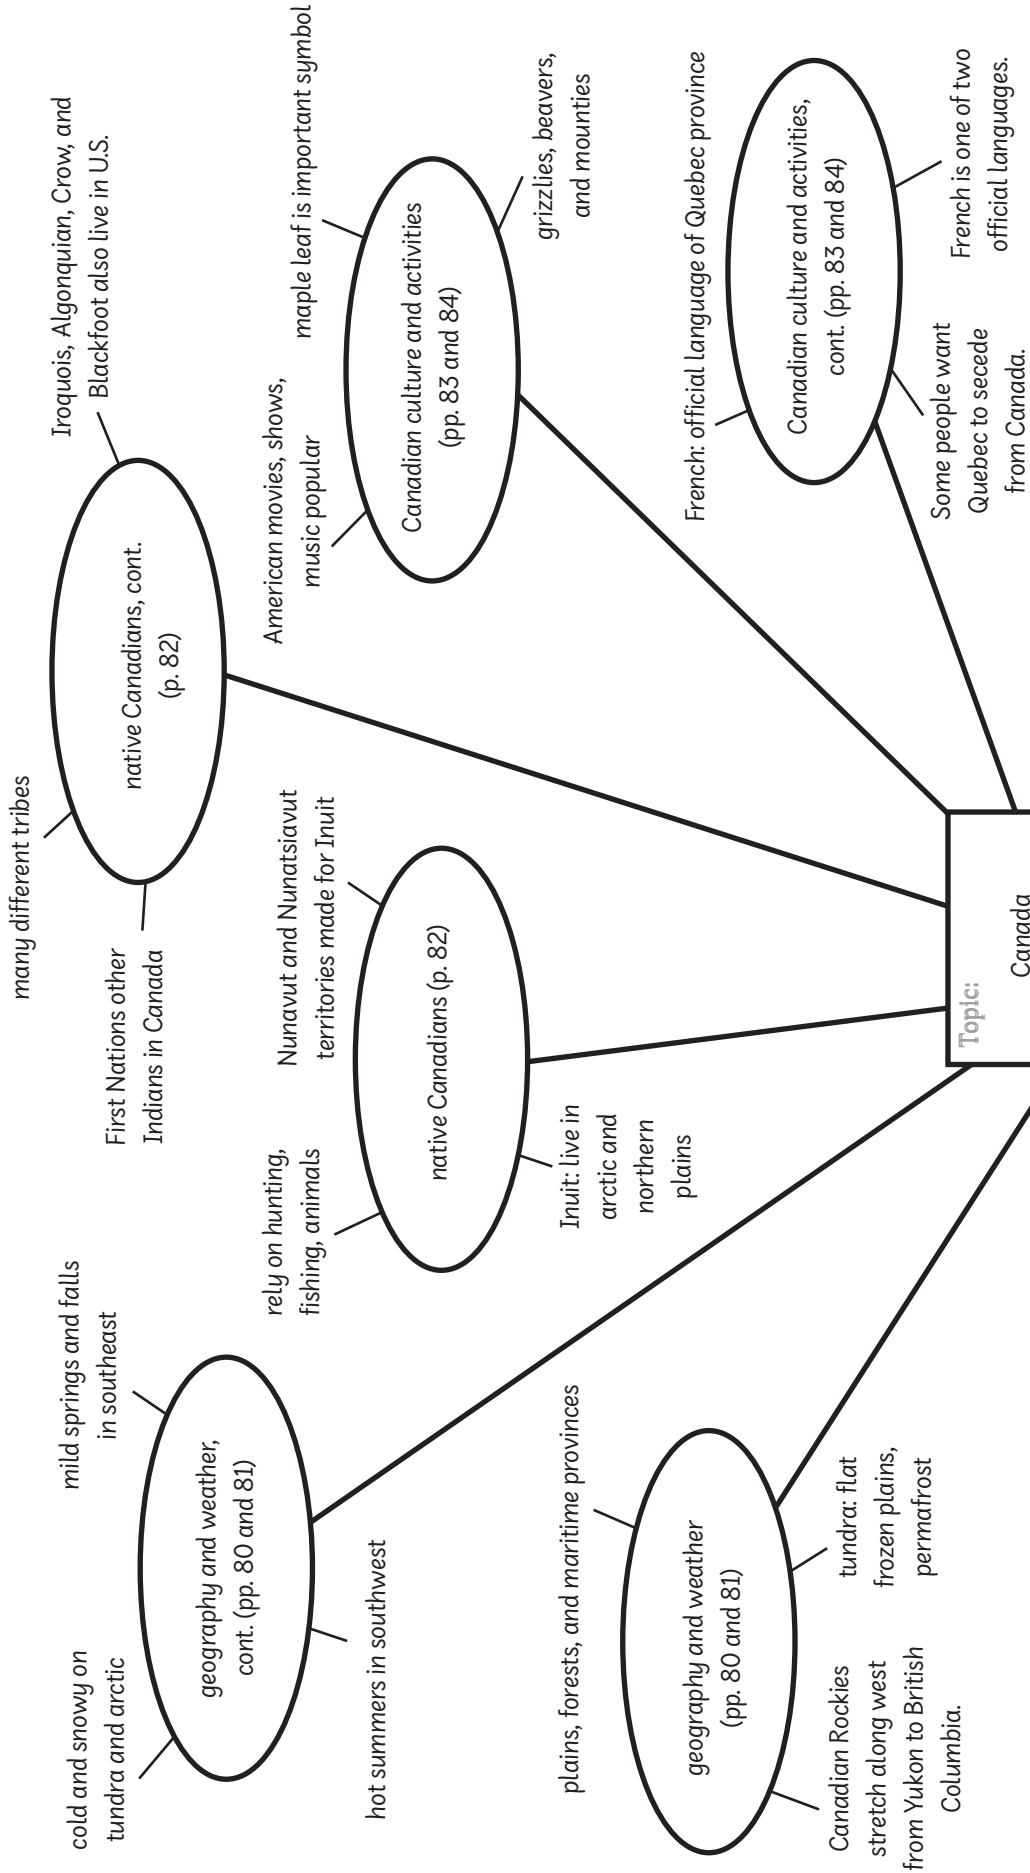 cold and snowy on
tundra and arctic
mild springs and falls
in southeast
geography and weather,
cont. (pp. 80 and 81)
hot summers in southwest
many different tribes
First Nations other
Indians in Canada
Iroquois, Algonquian, Crow, and
Blackfoot also live in U.S.
native Canadians, cont.
(p. 82)
rely on hunting,
fishing, animals
Nunavut and Nunatsiavut
territories made for Inuit
native Canadians (p. 82)
Inuit: live in
arctic and
northern
plains
American movies, shows,
music popular
maple leaf is important symbol
Canadian culture and activities
(pp. 83 and 84)
grizzlies, beavers,
and mounties
plains, forests, and maritime provinces
geography and weather
(pp. 80 and 81)
Canadian Rockies
stretch along west
from Yukon to British
Columbia.
tundra: flat
frozen plains,
permafrost
French: official language of Quebec province
Canadian culture and activities,
cont. (pp. 83 and 84)
Some people want
Quebec to secede
from Canada.
French is one of two
official languages.
Topic:
Canada